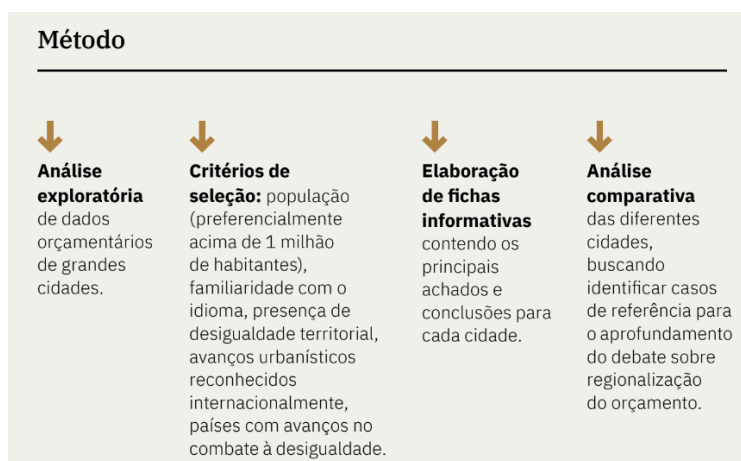 Método
Análise
exploratória
de dados
orçamentários
de grandes
cidades.
Critérios de
seleção: população
(preferencialmente
acima de 1 milhão
de habitantes),
familiaridade com o
idioma, presença de
desigualdade territorial,
avanços urbanísticos
reconhecidos
internacionalmente,
países com avanços no
combate à desigualdade.
Elaboração
de fichas
informativas
contendo os
principais
achados e
conclusões para
cada cidade.
Análise
comparativa
das diferentes
cidades,
buscando
identificar casos
de referência para
o aprofundamento
do debate sobre
regionalização
do orçamento.